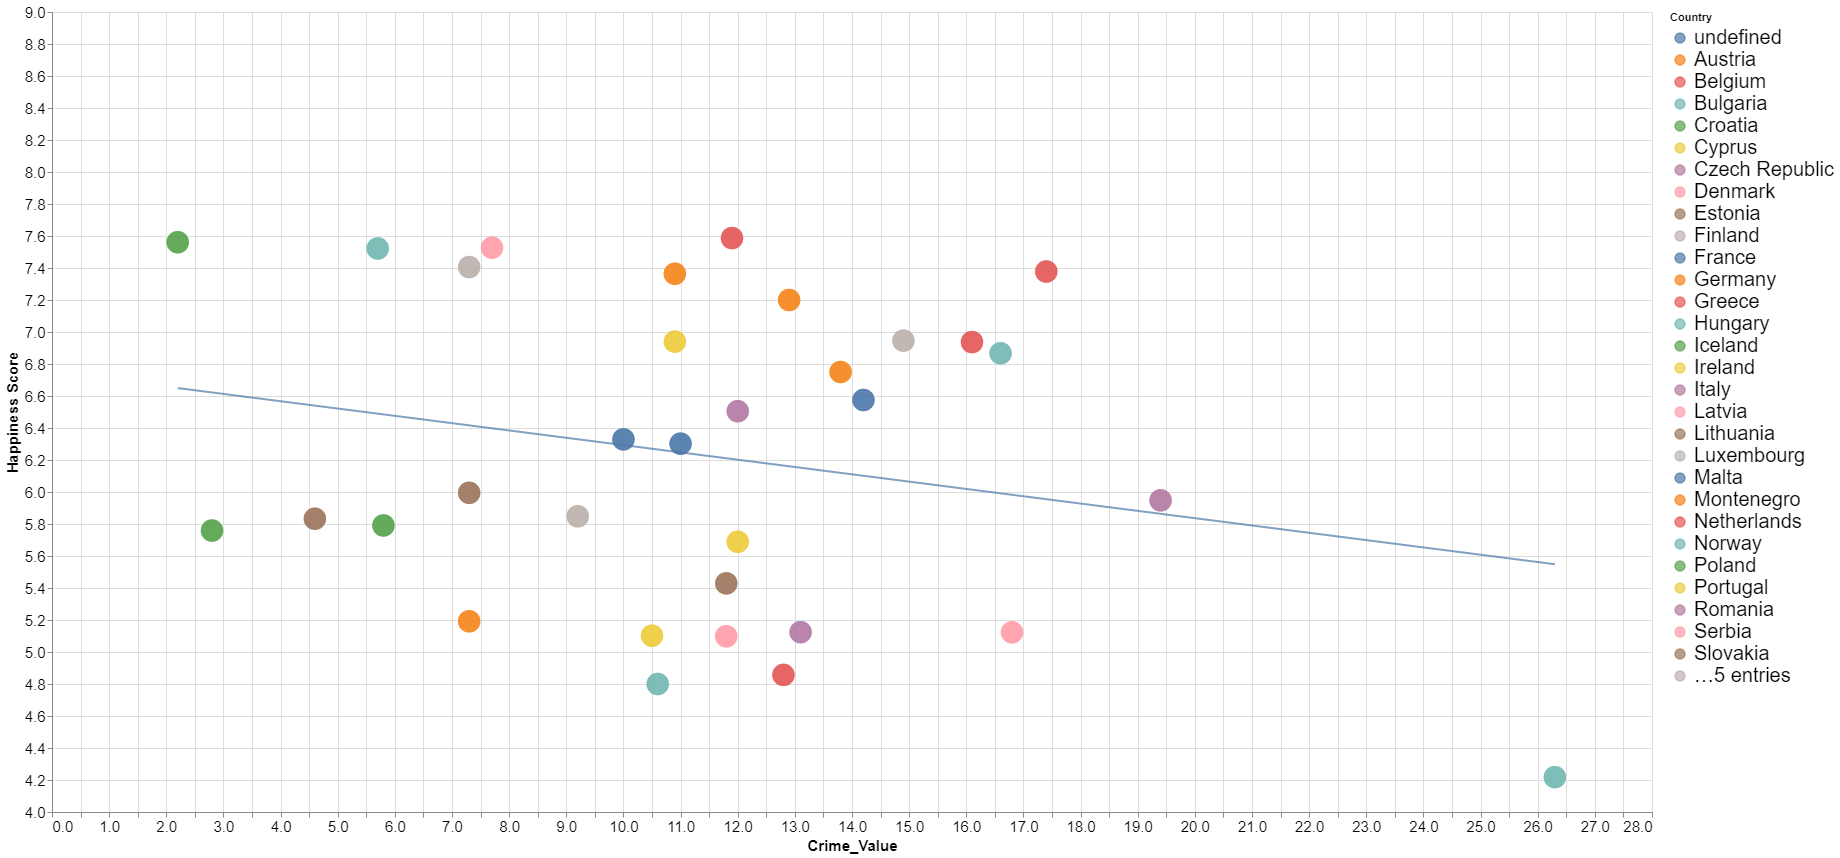 9.0
8.8
8.6
8.4
8.2
8.0
7.8
7.6
7.4
7.2
7.0
6.8
6.6
6.4
6.2
6.0
5.8
5.6
5.4
5.2
5.0
4.8
4.6
4.4
4.2
4.0
Happiness Score
0.0 1.0 2.0 3.0 4.0 5.0 6.0 7.0 8.0 9.0 10.0 11.0 12.0 13.0 14.0 15.0 16.0 17.0 18.0 19.0 20.0 21.0 22.0 23.0 24.0 25.0 26.0 27.0 28.0
Crime_Value
Country
undefined
Austria
Belgium
Bulgaria
Croatia
Cyprus
Czech Republic
Denmark
Estonia
Finland
France
Germany
Greece
Hungary
Iceland
Ireland
Italy
Latvia
Lithuania
Luxembourg
Malta
Montenegro
Netherlands
Norway
Poland
Portugal
Romania
Serbia
Slovakia
…5 entries